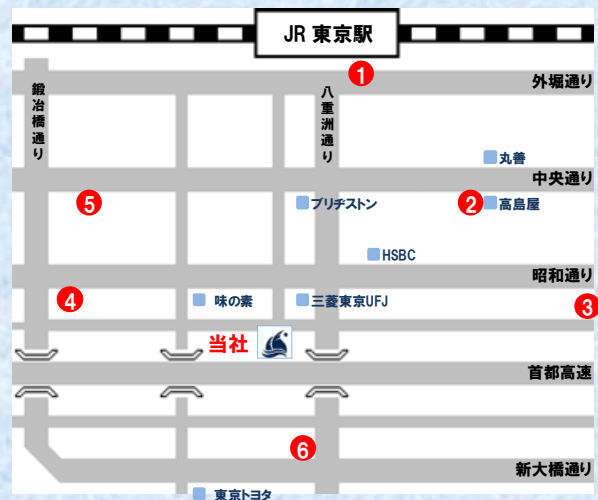 JR 東京駅
1
外堀通り
鍛冶橋通り
八重洲通り
丸善
中央通り
5
ブリヂストン
2
高島屋
HSBC
昭和通り
4
味の素
三菱東京UFJ
3
当社
首都高速
6
新大橋通り
東京トヨタ